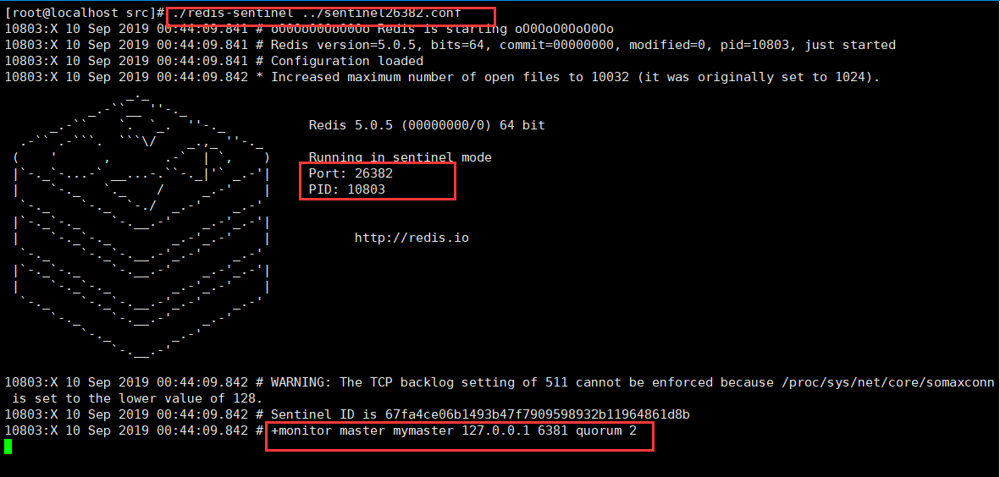 [root@localhost src]# ./redis-sentinel ../sentinel26382.conf
10803:X 10 Sep 2019 00:44:09.841 # oO0OoO0OoO0Oo Redis is starting oO0OoO0OoO0Oo
10803:X 10 Sep 2019 00:44:09.841 # Redis version=5.0.5, bits=64, commit=00000000, modified=0, pid=10803, just started
10803:X 10 Sep 2019 00:44:09.841 # Configuration loaded
10803:X 10 Sep 2019 00:44:09.842 * Increased maximum number of open files to 10032 (it was originally set to 1024).
Redis 5.0.5 (00000000/0) 64 bit
Running in sentinel mode
Port: 26382
PID: 10803
http://redis.io
10803:X 10 Sep 2019 00:44:09.842 # WARNING: The TCP backlog setting of 511 cannot be enforced because /proc/sys/net/core/somaxconn
is set to the lower value of 128.
10803:X 10 Sep 2019 00:44:09.842 # Sentinel ID is 67fa4ce06b1493b47f7909598932b11964861d8b
10803:X 10 Sep 2019 00:44:09.842 # +monitor master mymaster 127.0.0.1 6381 quorum 2